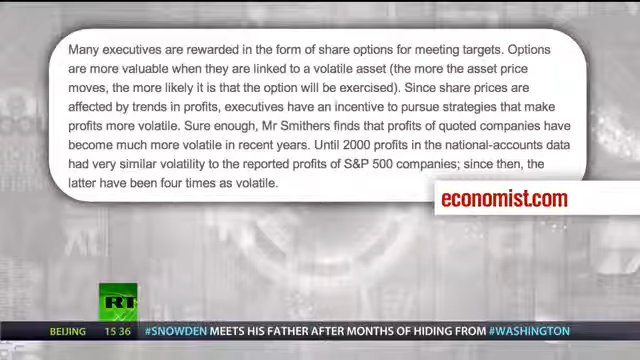 Many executives are rewarded in the form of share options for meeting targets. Options
are more valuable when they are linked to a volatile asset (the more the asset price
moves, the more likely it is that the option will be exercised). Since share prices are
affected by trends in profits, executives have an incentive to pursue strategies that make
profits more volatile. Sure enough, Mr Smithers finds that profits of quoted companies have
become much more volatile in recent years. Until 2000 profits in the national-accounts data
had very similar volatility to the reported profits of S&P 500 companies; since then, the
latter have been four times as volatile.
economist.com
RT
BEIJING 15 36 #SNOWDEN MEETS HIS FATHER AFTER MONTHS OF HIDING FROM #WASHINGTON